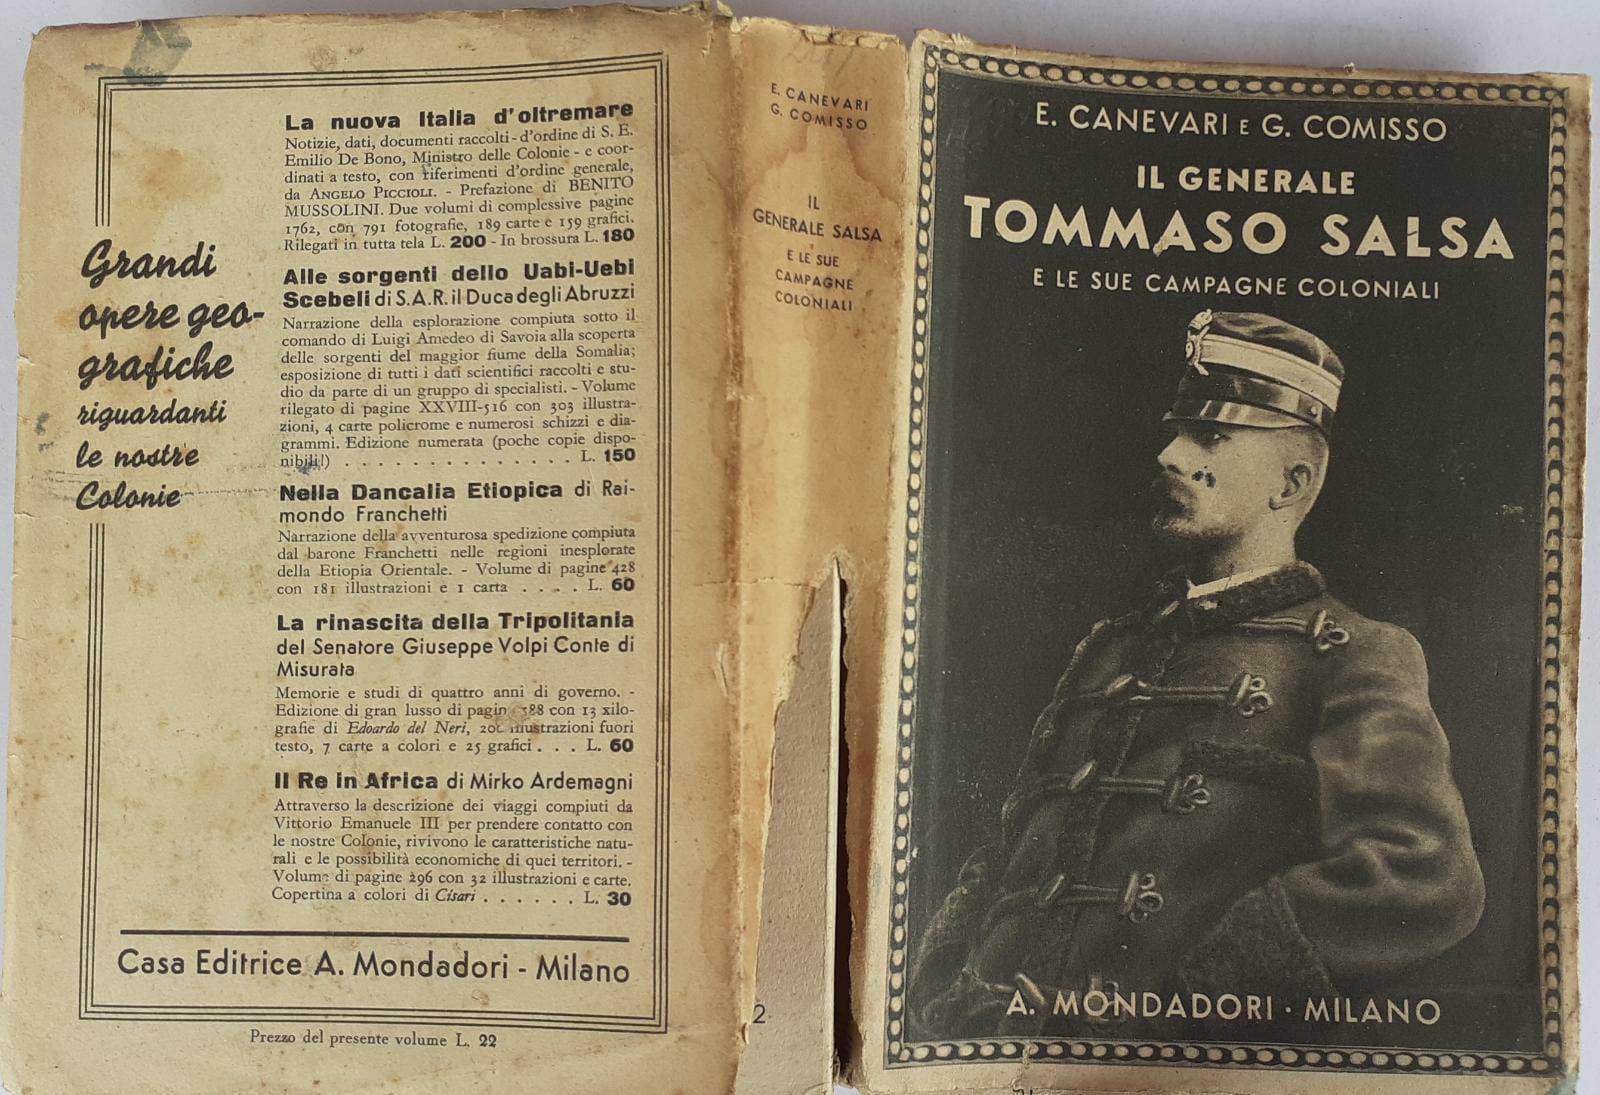 Grandi
opere geo-
grafiche
riguardanti
le nostre
Colonie
La nuova Italia d'oltremare
Notizie, dati, documenti raccolti - d'ordine di S. E.
Emilio De Bono, Ministro delle Colonie - e coor-
dinati a testo, con riferimenti d'ordine generale,
da ANGELO PICCIOLI. - Prefazione di BENITO
MUSSOLINI. Due volumi di complessive pagine
1762, con 791 fotografie, 189 carte e 159 grafici.
Rilegati in tutta tela L. 200 - In brossura L. 180
Alle sorgenti dello Uabi-Uebi
Scebeli di S.A.R. il Duca degli Abruzzi
Narrazione della esplorazione compiuta sotto il
comando di Luigi Amedeo di Savoia alla scoperta
delle sorgenti del maggior fiume della Somalia;
esposizione di tutti i dati scientifici raccolti e stu-
dio da parte di un gruppo di specialisti. - Volume
rilegato di pagine XXVIII-516 con 303 illustra-
zioni, 4 carte policrome e numerosi schizzi e dia-
grammi. Edizione numerata (poche copie dispo-
nibili!) . . . . . . . . . . . . . . L. 150
Nella Dancalia Etiopica di Rai-
mondo Franchetti
Narrazione della avventurosa spedizione compiuta
dal barone Franchetti nelle regioni inesplorate
della Etiopia Orientale. - Volume di pagine 428
con 181 illustrazioni e 1 carta . . . . L. 60
La rinascita della Tripolitania
del Senatore Giuseppe Volpi Conte di
Misurata
Memorie e studi di quattro anni di governo. -
Edizione di gran lusso di con 13 xilo-
grafie di Edoardo del Neri, fuori
testo, 7 carte a colori e 25 grafici . . . L. 60
Il Re in Africa di Mirko Ardemagni
Attraverso la descrizione dei viaggi compiuti da
Vittorio Emanuele III per prendere contatto con
le nostre Colonie, rivivono le caratteristiche natu-
rali e le possibilità economiche di quei territori. -
Volume di pagine 296 con 32 illustrazioni e carte.
Copertina a colori di Cisari . . . . . . L. 30
Casa Editrice A. Mondadori - Milano
Prezzo del presente volume L. 22
E. CANEVARI
G. COMISSO
IL
GENERALE SALSA
E LE SUE
CAMPAGNE
COLONIALI
2
E. CANEVARI E G. COMISSO
IL GENERALE
TOMMASO SALSA
E LE SUE CAMPAGNE COLONIALI
A. MONDADORI · MILANO